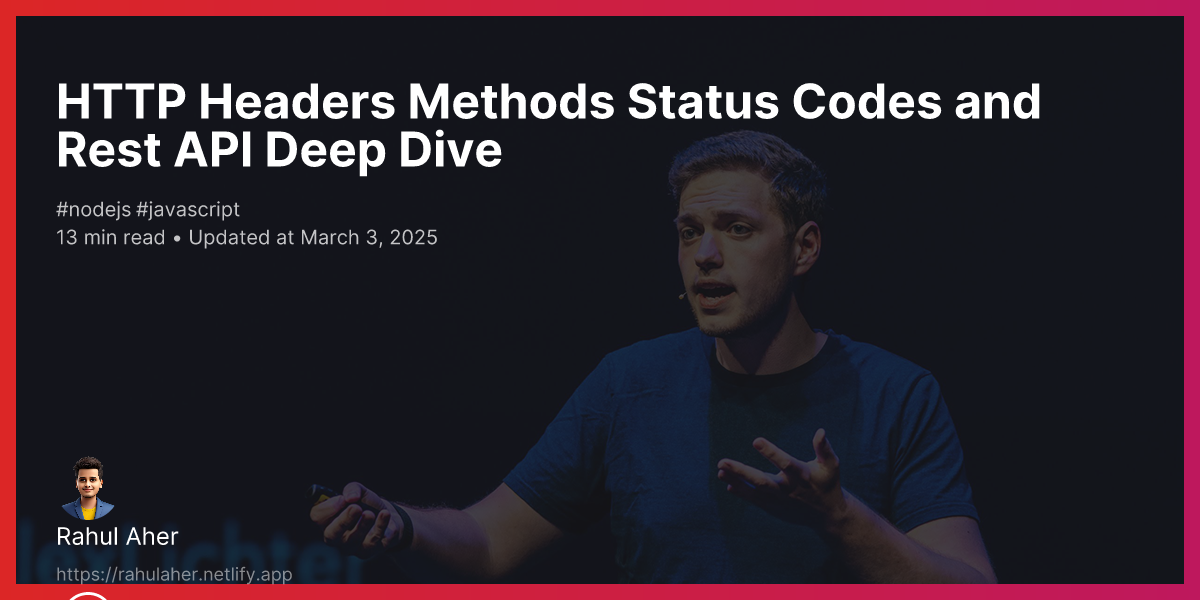 HTTP Headers Methods Status Codes and
Rest API Deep Dive
#nodejs #javascript
13 min read • Updated at March 3, 2025
Rahul Aher
https://rahulaher.netlify.app